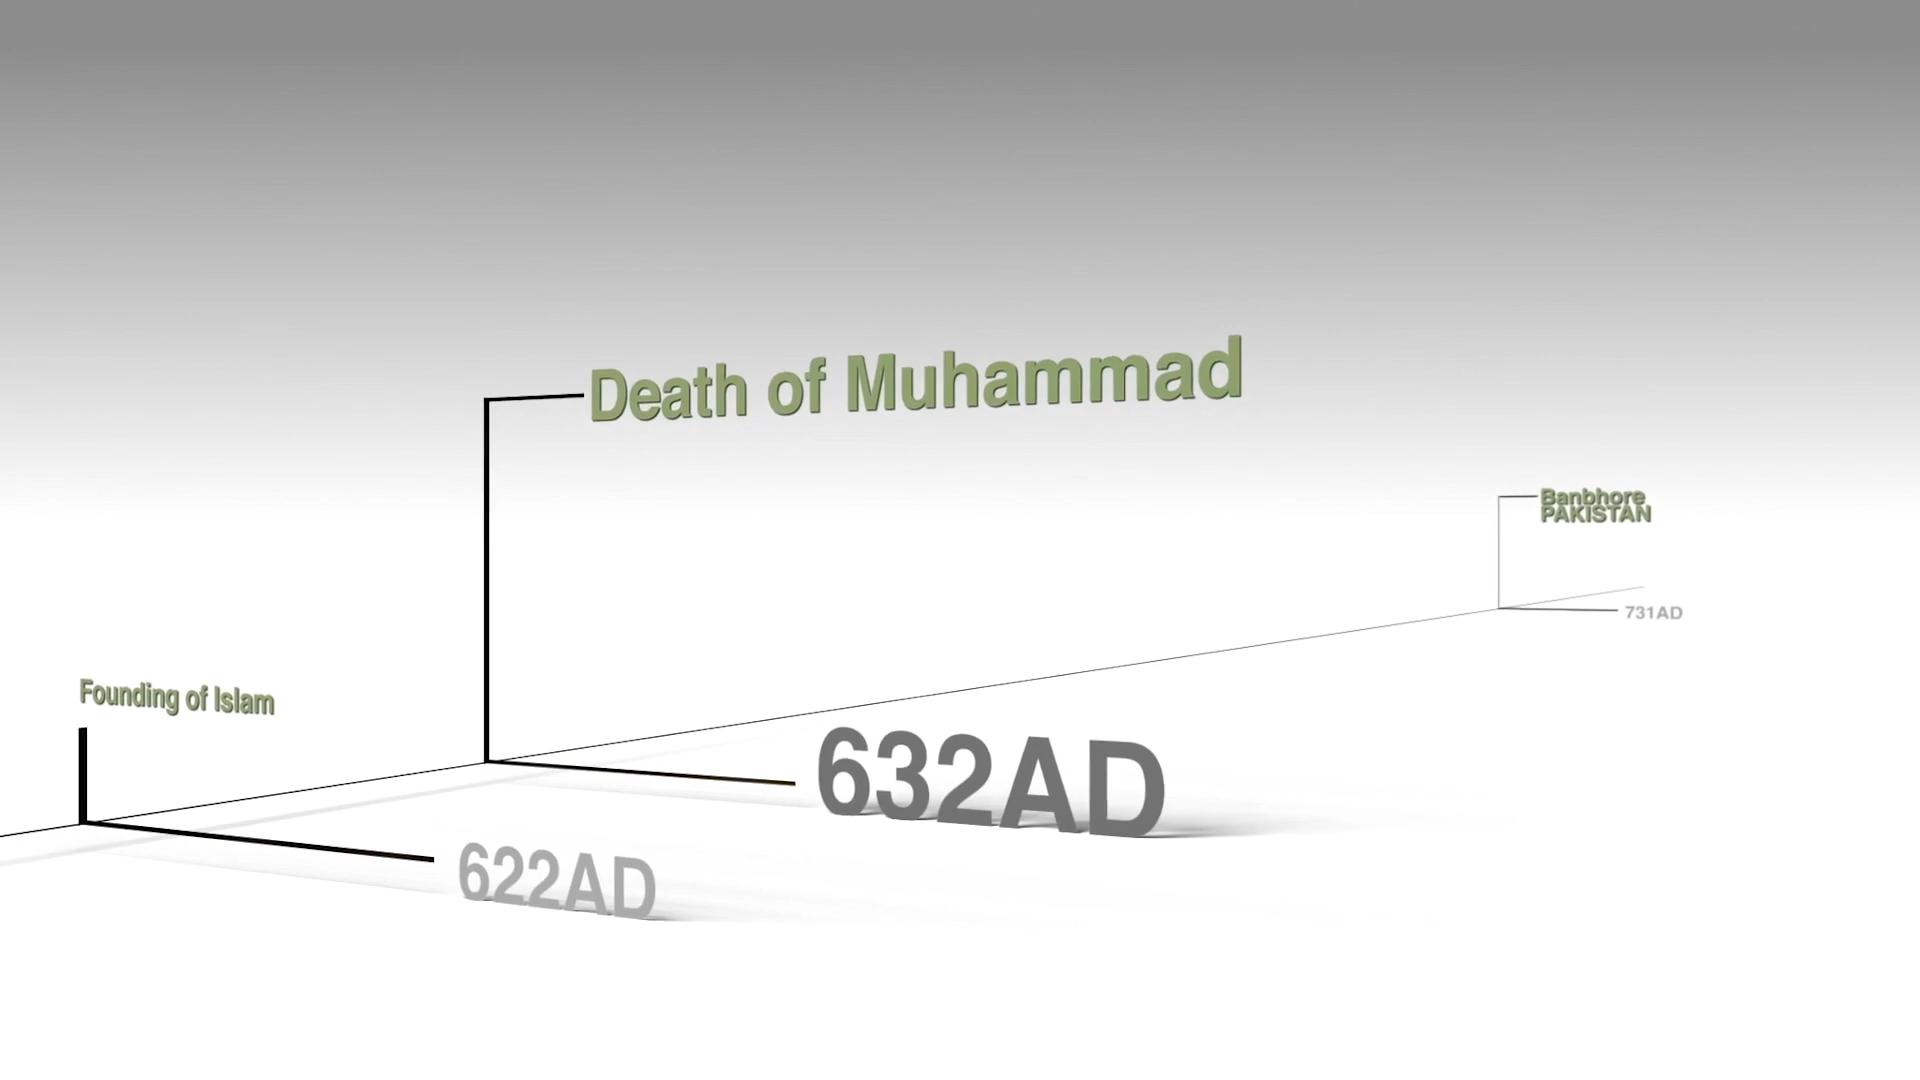 Death of Muhammad
Banbhore
PAKISTAN
731AD
Founding of Islam
632AD
622AD